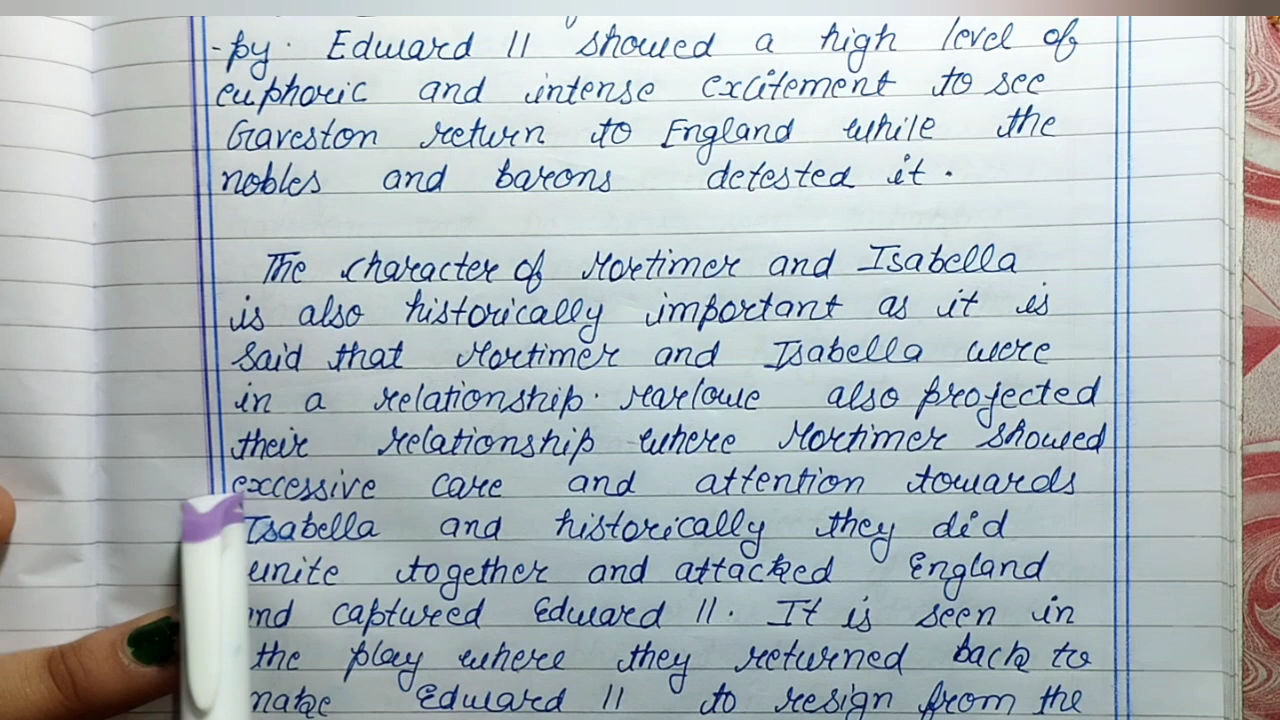 -py. Edward II showed a high level of
euphoric and intense excitement to see
Gaveston return to England while the
nobles and barons detested it.
The character of Mortimer and Isabella
is also historically important as it is
said that Mortimer and Isabella were
in a relationship. Marlowe also projected
their relationship where Mortimer showed
excessive care and attention towards
Isabella and historically they did
unite together and attacked England
and captured Edward II. It is seen in
the play where they returned back to
make Edward II to resign from the